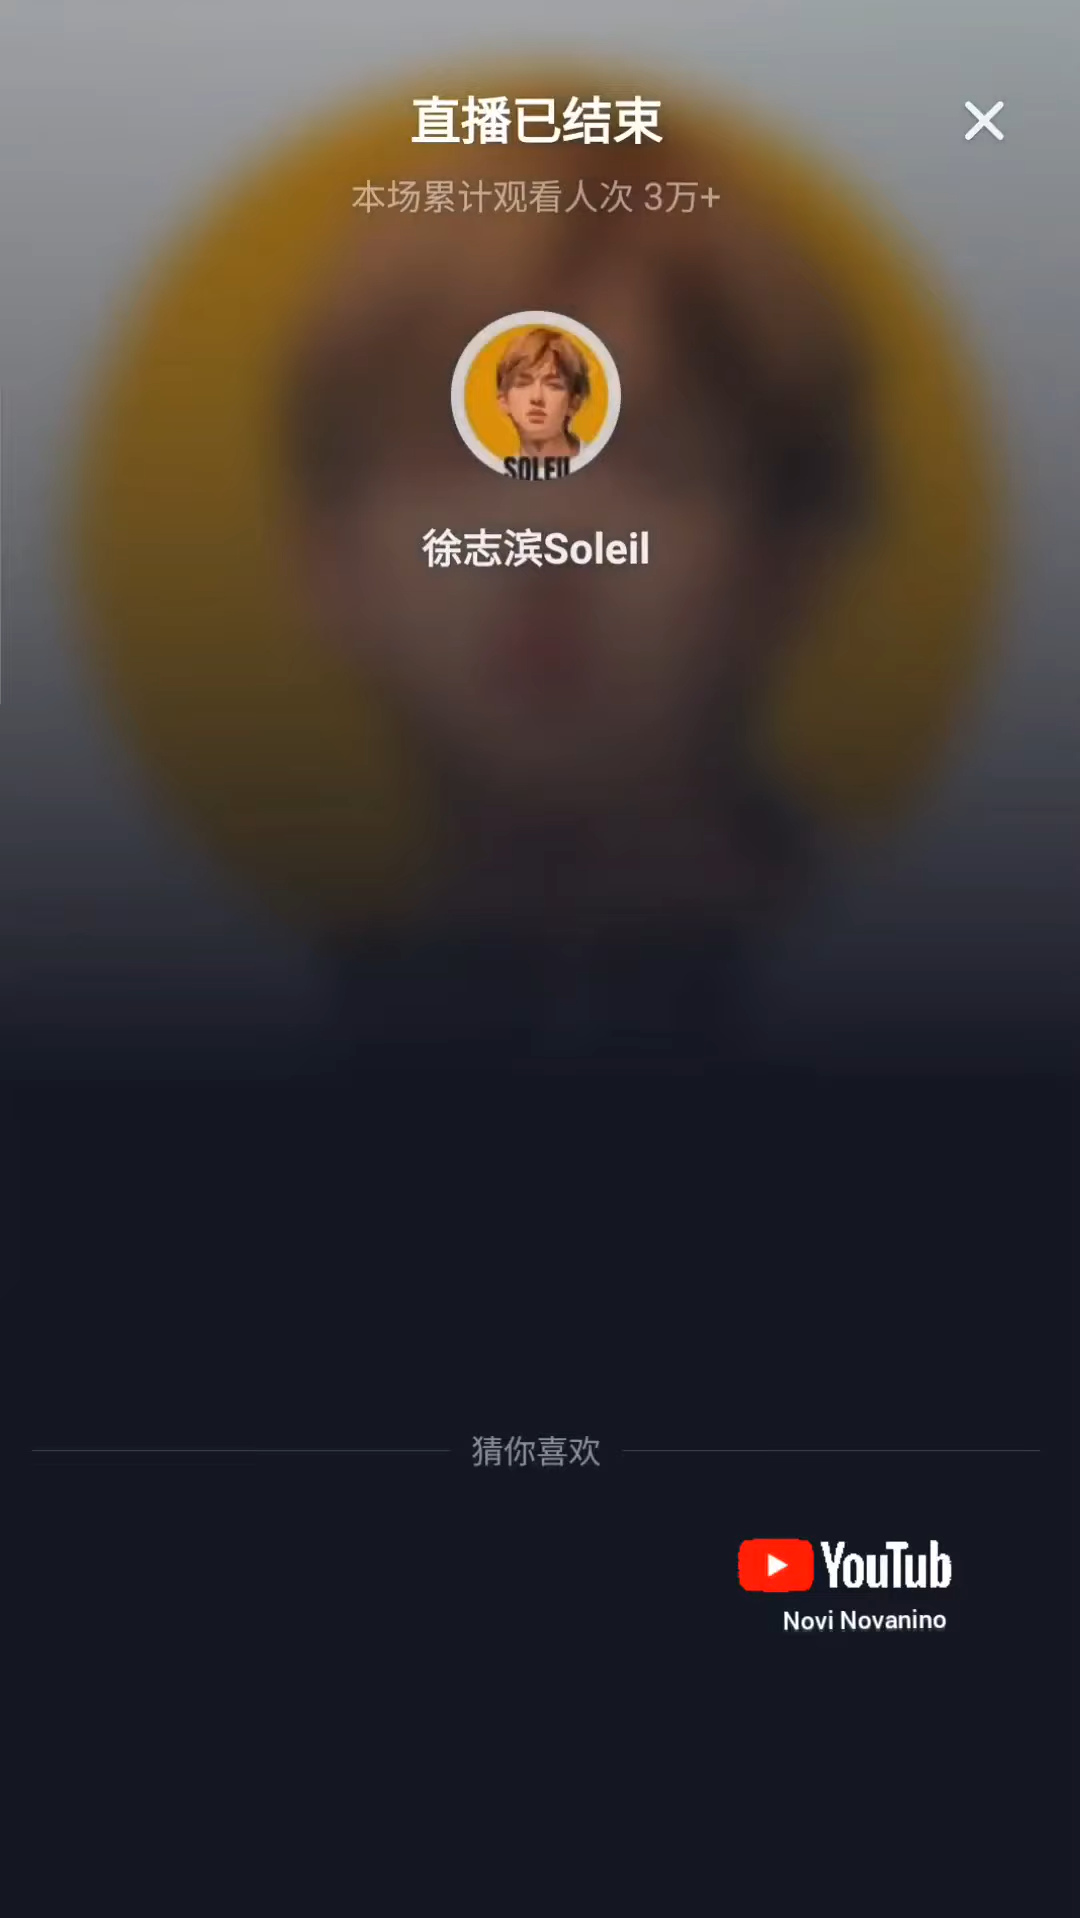 直播已结束
本场累计观看人次 3万+
SOLEIL
徐志滨Soleil
猜你喜欢
YouTub
Novi Novanino